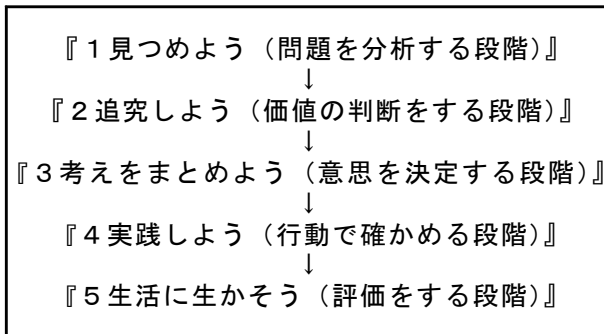 『１見つめよう（問題を分析する段階）』
↓
『２追究しよう（価値の判断をする段階）』
↓
『３考えをまとめよう（意思を決定する段階）』
↓
『４実践しよう（行動で確かめる段階）』
↓
『５生活に生かそう（評価をする段階）』